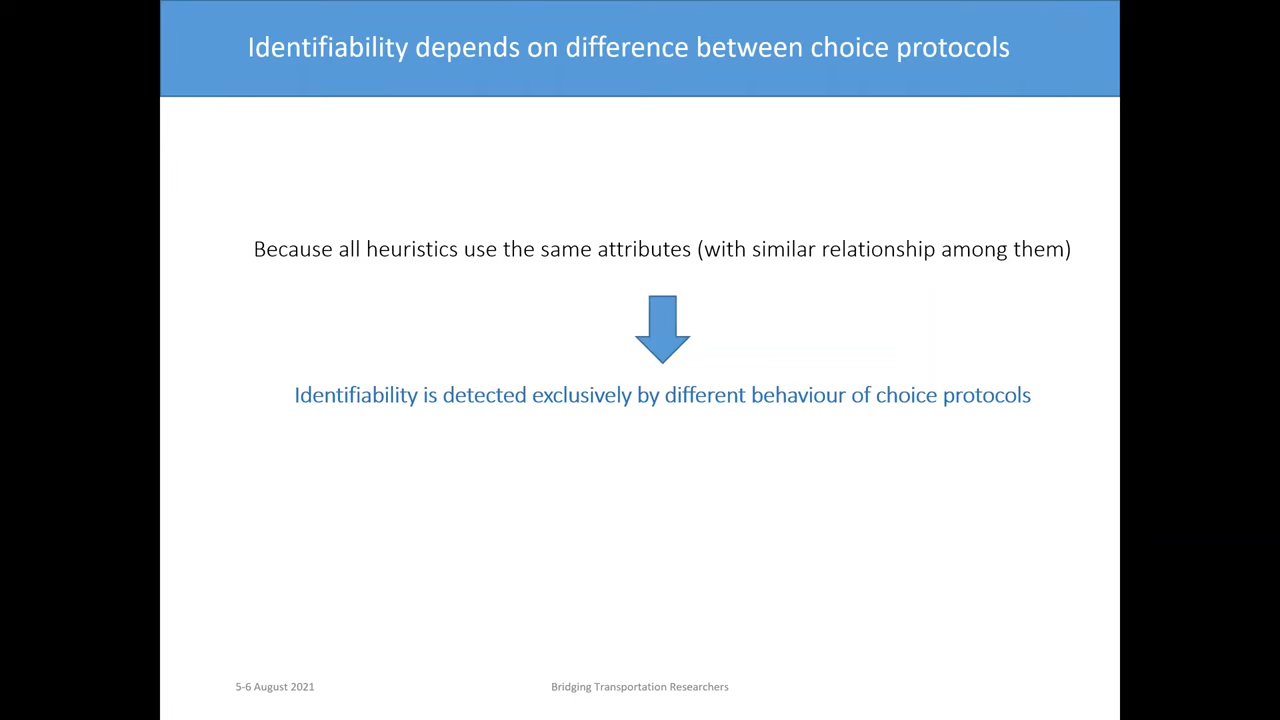 Identifiability depends on difference between choice protocols
Because all heuristics use the same attributes (with similar relationship among them)
Identifiability is detected exclusively by different behaviour of choice protocols
5-6 August 2021
Bridging Transportation Researchers